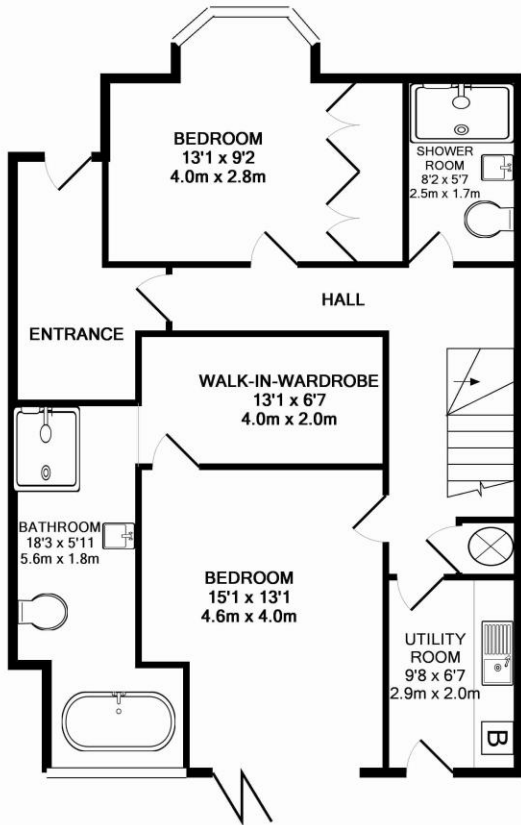 BEDROOM
13'1 x 9'2
4.0m x 2.8m
SHOWER
ROOM
8'2 x 5'7
2.5m x 1.7m
HALL
ENTRANCE
WALK-IN-WARDROBE
13'1 x 6'7
4.0m x 2.0m
BATHROOM
18'3 x 5'11
5.6m x 1.8m
BEDROOM
15'1 x 13'1
4.6m x 4.0m
UTILITY
ROOM
9'8 x 6'7
2.9m x 2.0m
B